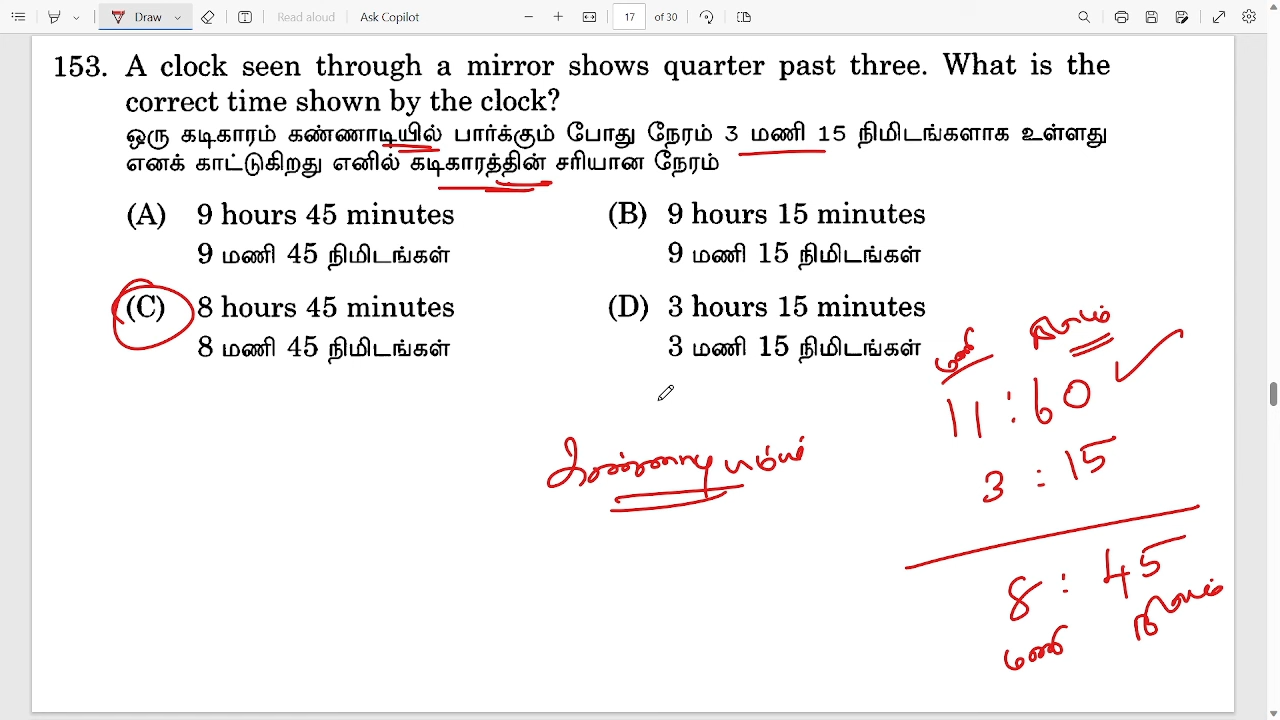 Draw
Read aloud
Ask Copilot
17 of 30
153. A clock seen through a mirror shows quarter past three. What is the
correct time shown by the clock?
ஒரு கடிகாரம் கண்ணாடியில் பார்க்கும் போது நேரம் 3 மணி 15 நிமிடங்களாக உள்ளது
எனக் காட்டுகிறது எனில் கடிகாரத்தின் சரியான நேரம்
(A) 9 hours 45 minutes
9 மணி 45 நிமிடங்கள்
(B) 9 hours 15 minutes
9 மணி 15 நிமிடங்கள்
(C) 8 hours 45 minutes
8 மணி 45 நிமிடங்கள்
(D) 3 hours 15 minutes
3 மணி 15 நிமிடங்கள்
மணி
11 : 60
3 : 15
8 : 45
மணி